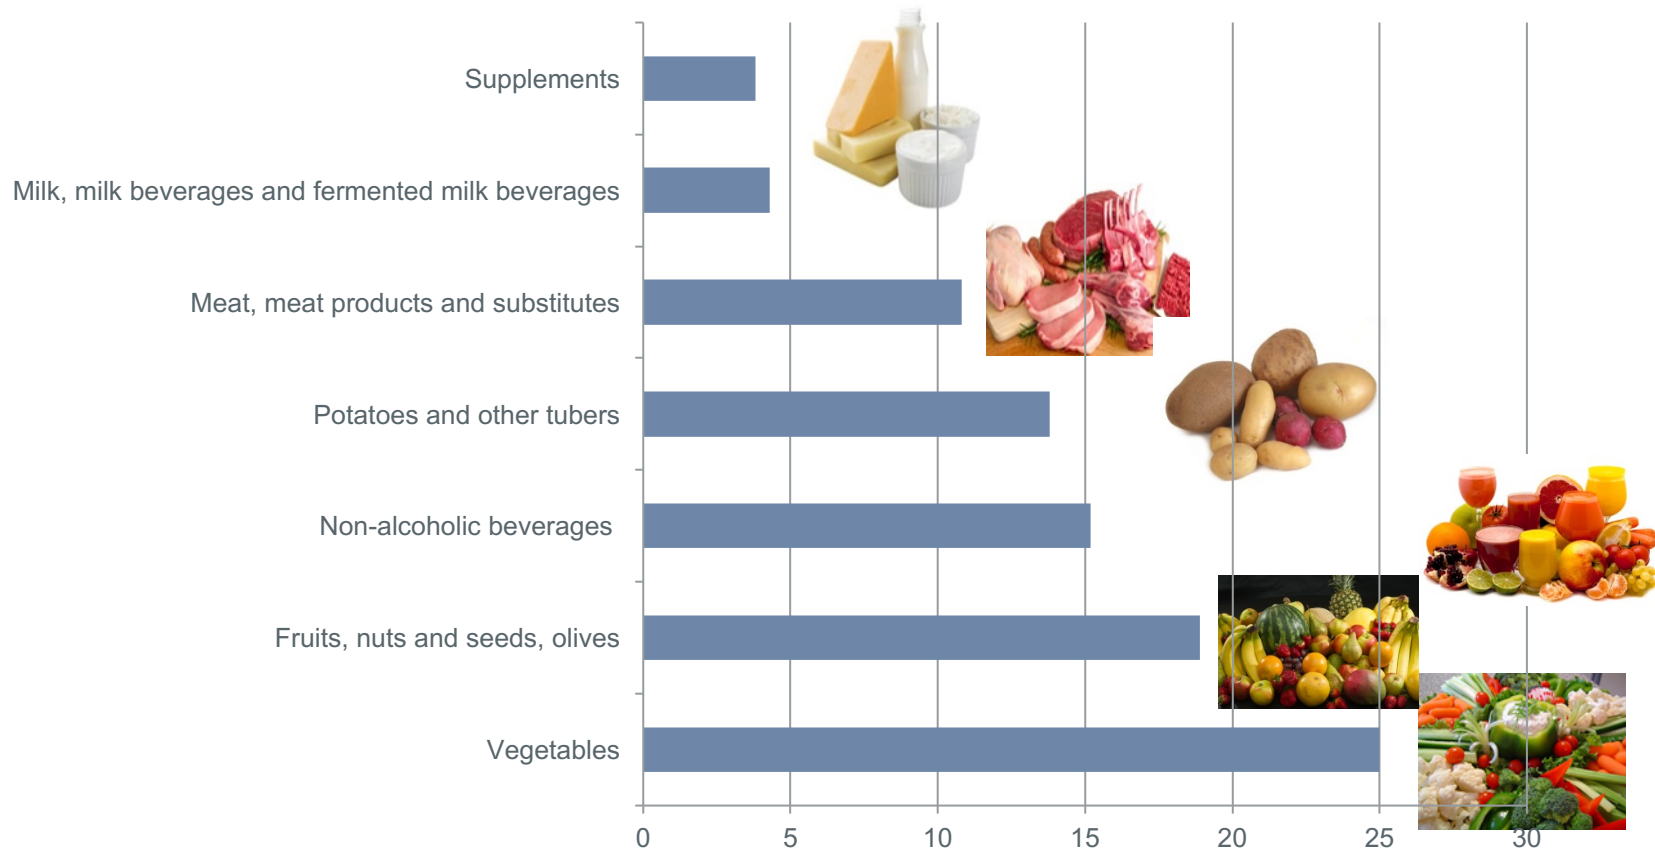 Supplements
Milk, milk beverages and fermented milk beverages
Meat, meat products and substitutes
Potatoes and other tubers
Non-alcoholic beverages
Fruits, nuts and seeds, olives
Vegetables
0 5 10 15 20 25 30